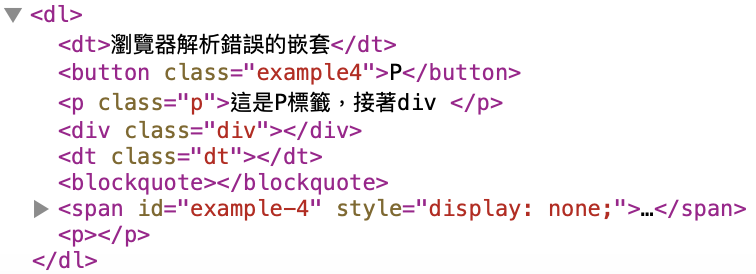 <dl>
<dt>瀏覽器解析錯誤的嵌套</dt>
<button class="example4">P</button>
<p class="p">這是P標籤，接著div </p>
<div class="div"></div>
<dt class="dt"></dt>
<blockquote></blockquote>
<span id="example-4" style="display: none;">…</span>
<p></p>
</dl>